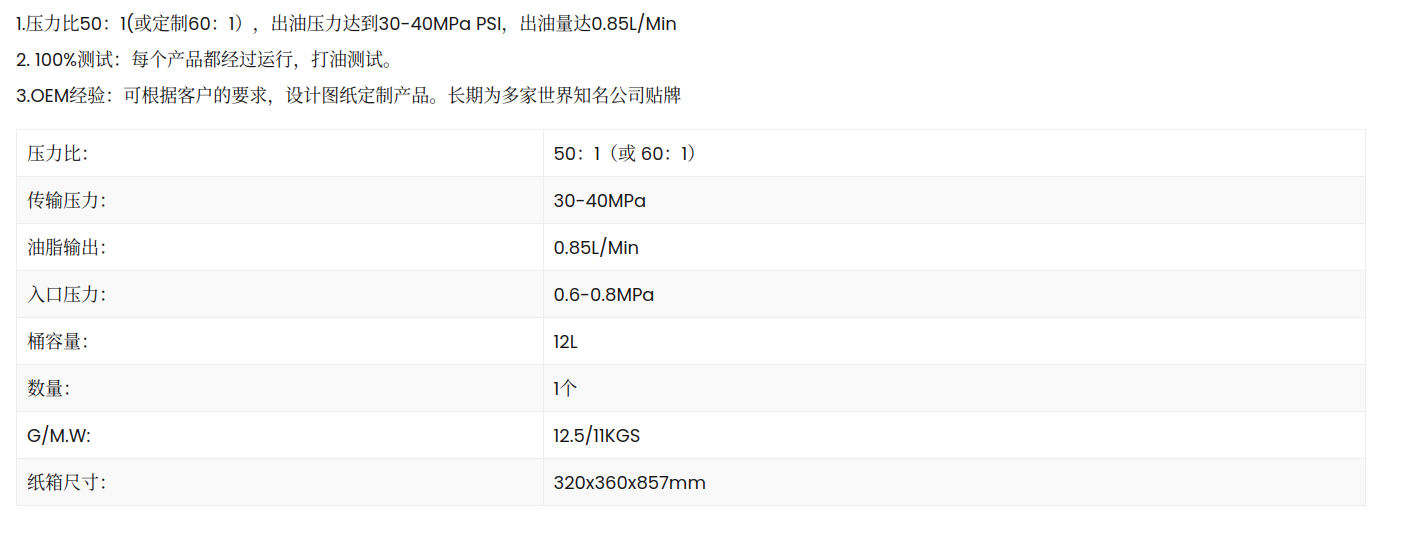 1.压力比50：1(或定制60：1），出油压力达到30-40MPa PSI，出油量达0.85L/Min
2. 100%测试：每个产品都经过运行，打油测试。
3.OEM经验：可根据客户的要求，设计图纸定制产品。长期为多家世界知名公司贴牌
压力比： 50：1（或 60：1）
传输压力： 30-40MPa
油脂输出： 0.85L/Min
入口压力： 0.6-0.8MPa
桶容量： 12L
数量： 1个
G/M.W: 12.5/11KGS
纸箱尺寸： 320x360x857mm